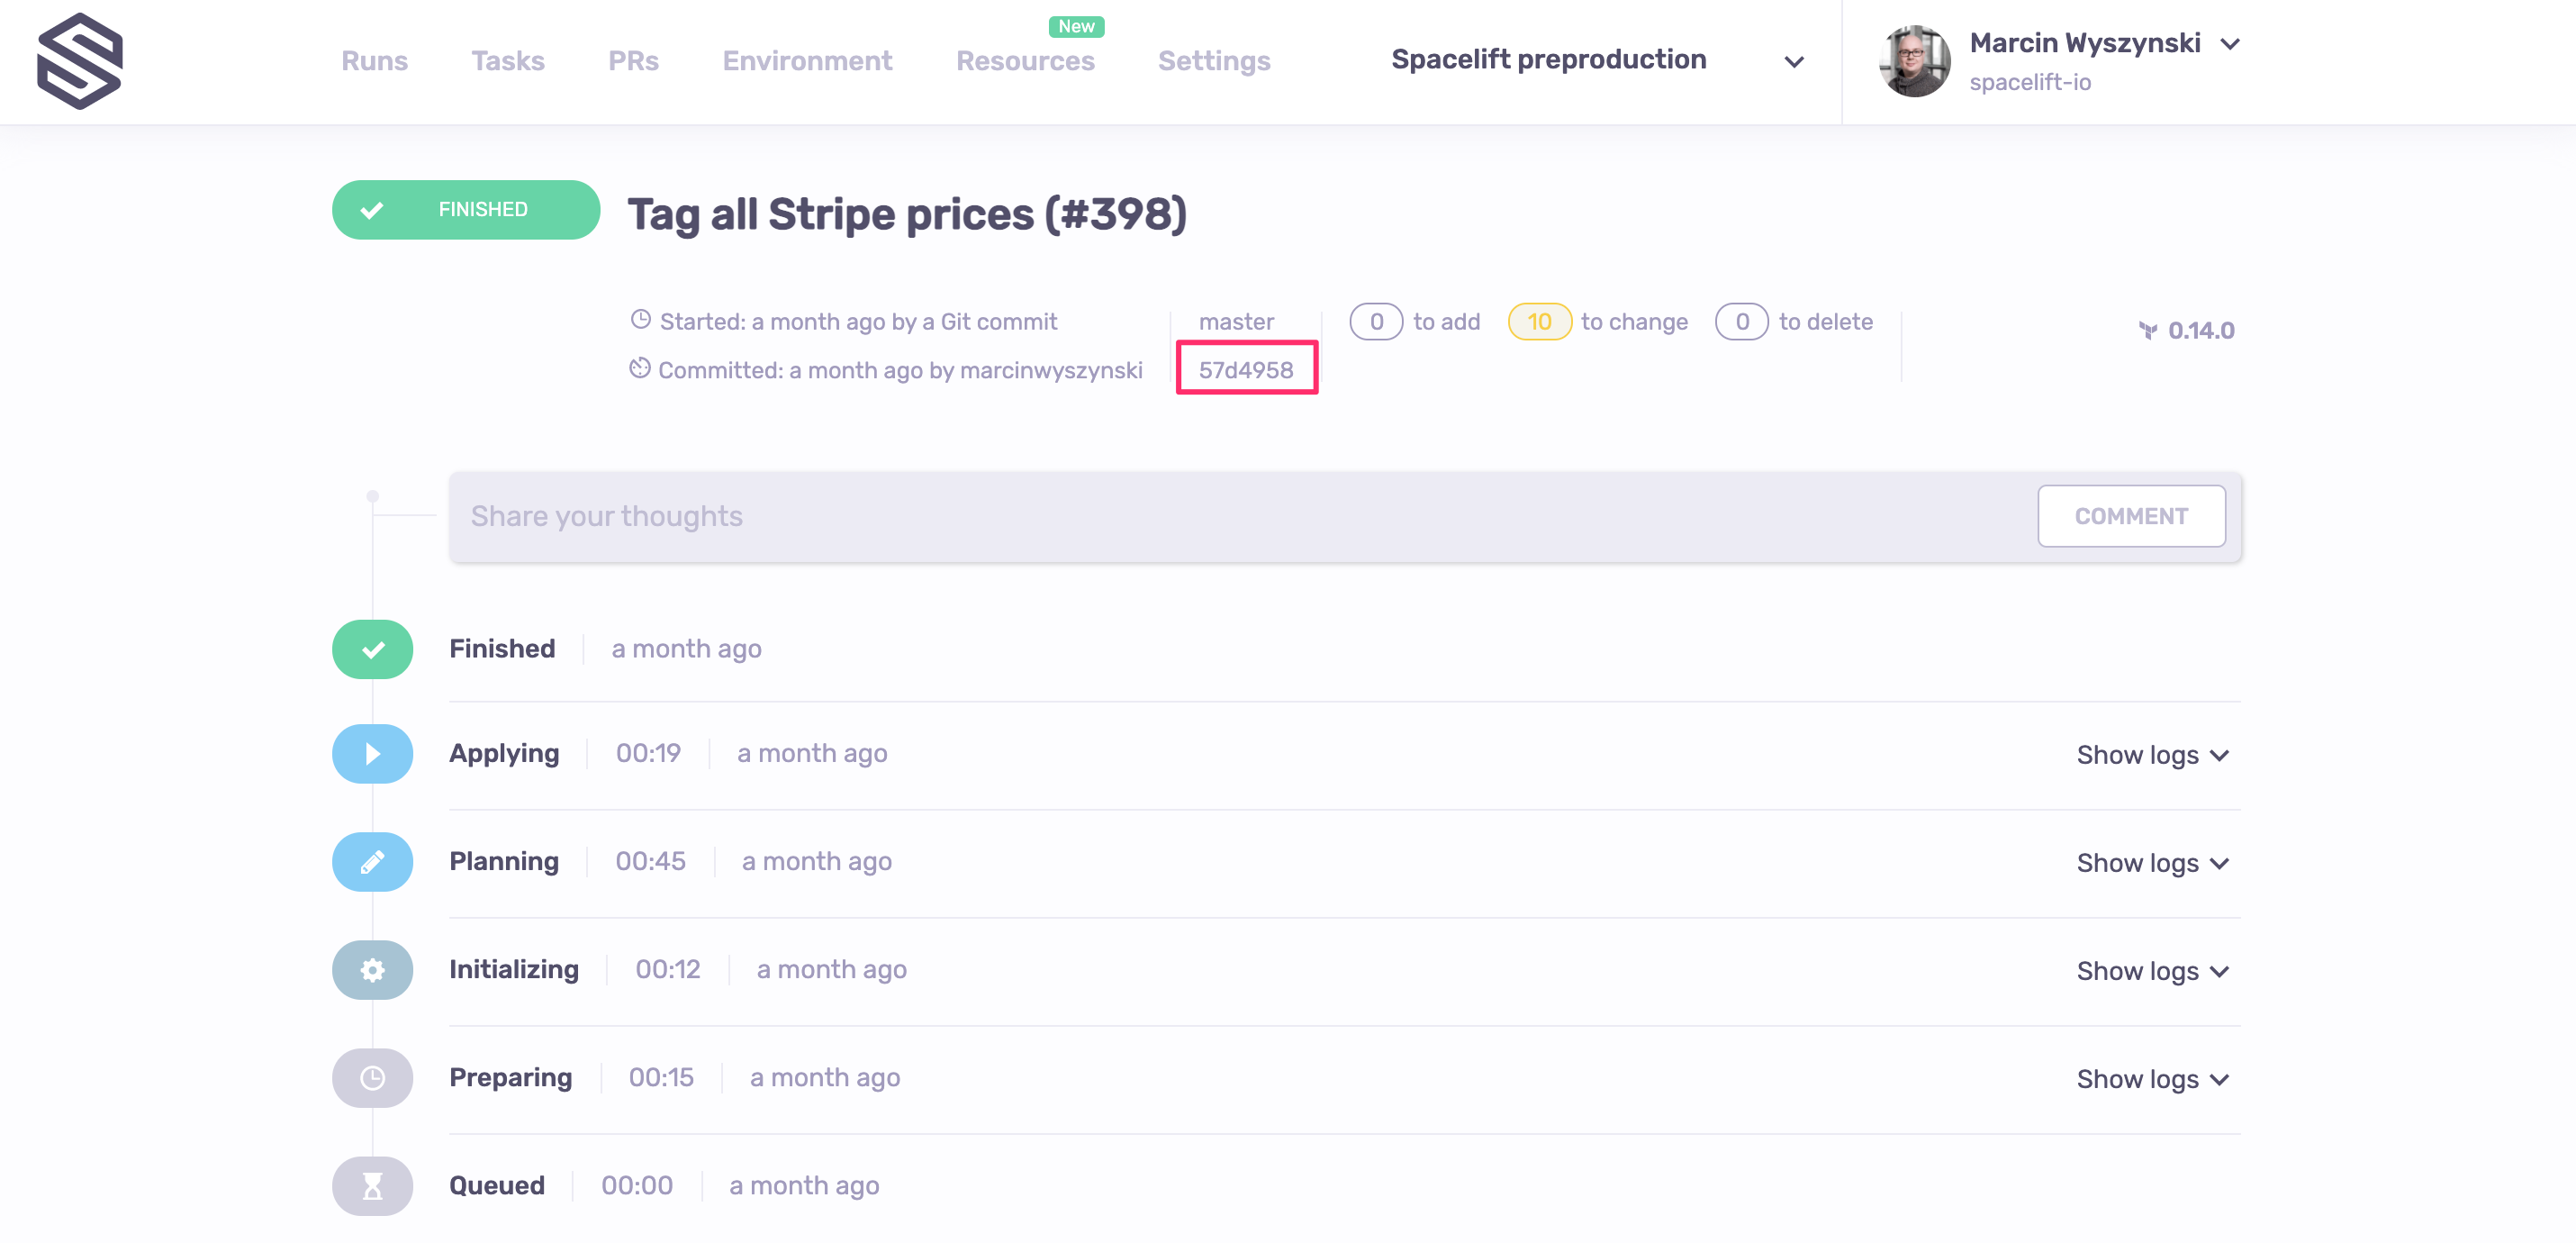 Runs Tasks PRs Environment Resources New Settings Spacelift preproduction Marcin Wyszynski
spacelift-io
FINISHED Tag all Stripe prices (#398)
Started: a month ago by a Git commit master 0 to add 10 to change 0 to delete 0.14.0
Committed: a month ago by marcinwyszynski 57d4958
Share your thoughts COMMENT
Finished a month ago
Applying 00:19 a month ago Show logs
Planning 00:45 a month ago Show logs
Initializing 00:12 a month ago Show logs
Preparing 00:15 a month ago Show logs
Queued 00:00 a month ago